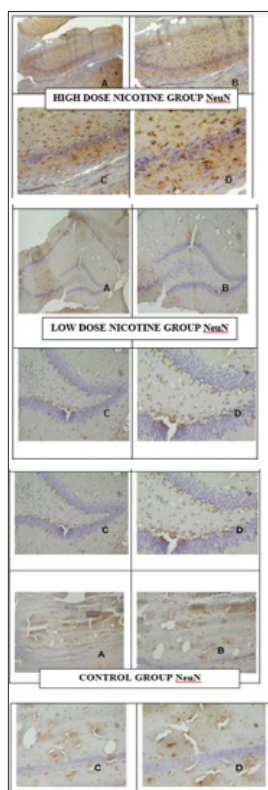 A B
HIGH DOSE NICOTINE GROUP NeuN
C D
A B
LOW DOSE NICOTINE GROUP NeuN
C D
C D
A B
CONTROL GROUP NeuN
C D